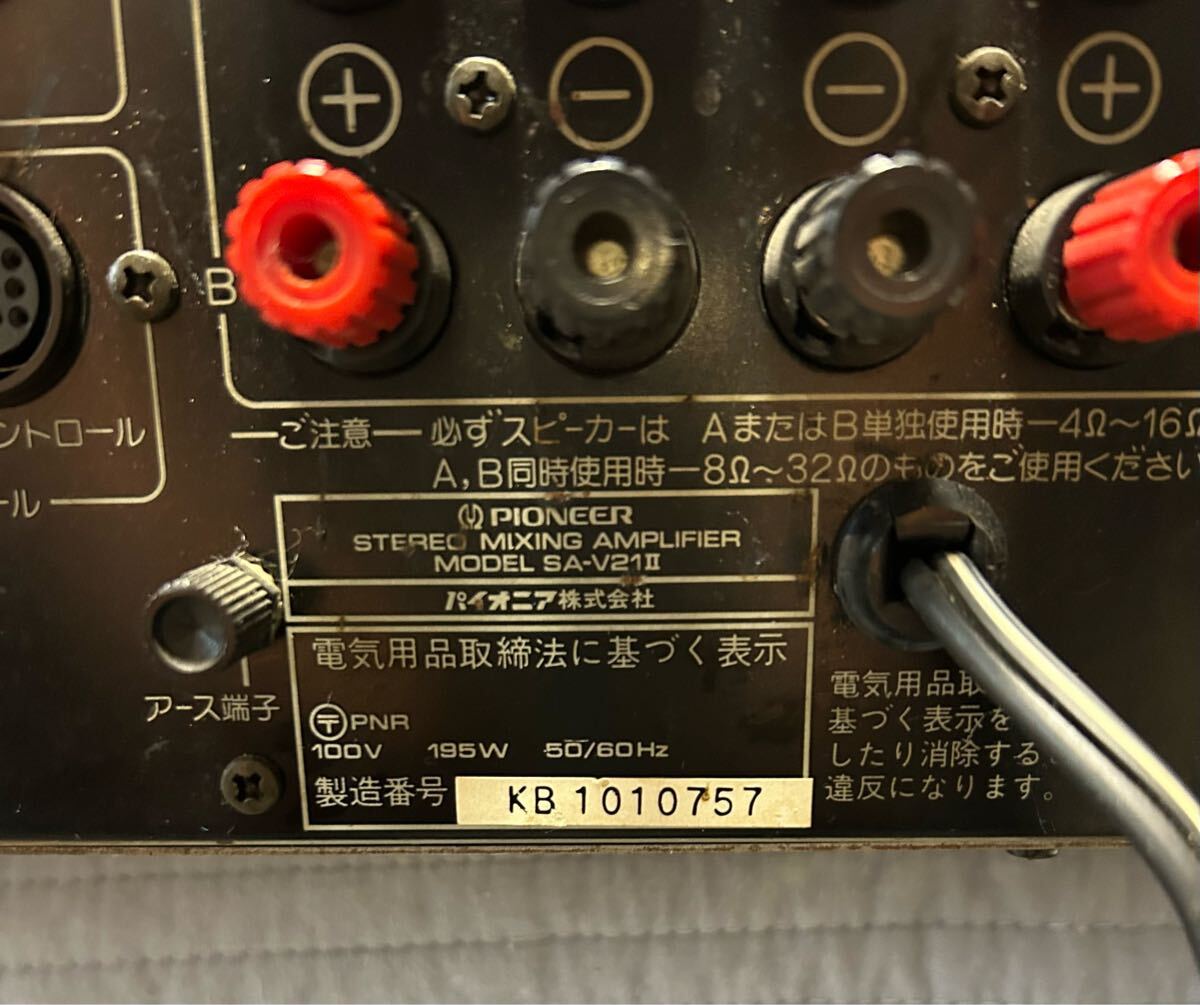 + − − +
B
ントロール
ール
ご注意 必ずスピーカーは AまたはB単独使用時ー4Ω〜16Ω
A,B同時使用時ー8Ω〜32Ωのものをご使用ください
PIONEER
STEREO MIXING AMPLIFIER
MODEL SA-V21II
パイオニア株式会社
アース端子
電気用品取締法に基づく表示
〒PNR
100V 195W 50/60Hz
製造番号 KB 1010757
電気用品取
基づく表示を
したり消除する
違反になります。